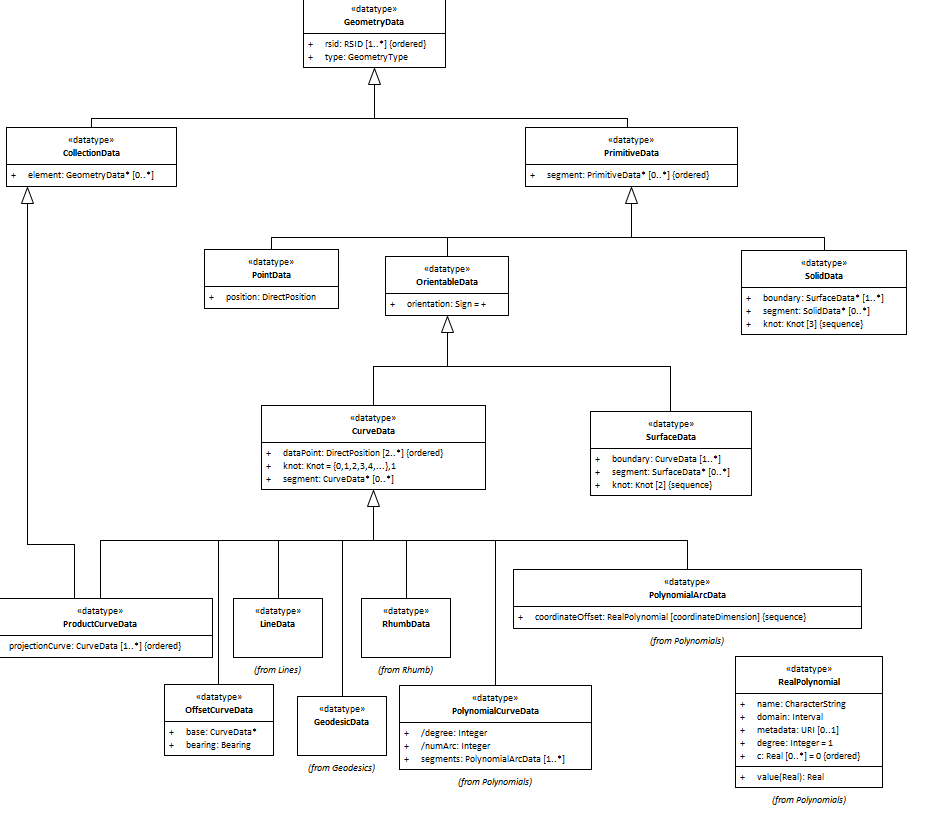 «datatype»
GeometryData
+ rsid: RSID [1..*] {ordered}
+ type: GeometryType
«datatype»
CollectionData
+ element: GeometryData* [0..*]
«datatype»
PrimitiveData
+ segment: PrimitiveData* [0..*] {ordered}
«datatype»
PointData
+ position: DirectPosition
«datatype»
OrientableData
+ orientation: Sign = +
«datatype»
SolidData
+ boundary: SurfaceData* [1..*]
+ segment: SolidData* [0..*]
+ knot: Knot [3] {sequence}
«datatype»
CurveData
+ dataPoint: DirectPosition [2..*] {ordered}
+ knot: Knot = {0,1,2,3,4,...},1
+ segment: CurveData* [0..*]
«datatype»
SurfaceData
+ boundary: CurveData [1..*]
+ segment: SurfaceData* [0..*]
+ knot: Knot [2] {sequence}
«datatype»
ProductCurveData
projectionCurve: CurveData [1..*] {ordered}
«datatype»
LineData
(from Lines)
«datatype»
RhumbData
(from Rhumb)
«datatype»
PolynomialArcData
+ coordinateOffset: RealPolynomial [coordinateDimension] {sequence}
(from Polynomials)
«datatype»
OffsetCurveData
+ base: CurveData*
+ bearing: Bearing
«datatype»
GeodesicData
(from Geodesics)
«datatype»
PolynomialCurveData
+ /degree: Integer
+ /numArc: Integer
+ segments: PolynomialArcData [1..*]
(from Polynomials)
«datatype»
RealPolynomial
+ name: CharacterString
+ domain: Interval
+ metadata: URI [0..1]
+ degree: Integer = 1
+ c: Real [0..*] = 0 {ordered}
+ value(Real): Real
(from Polynomials)